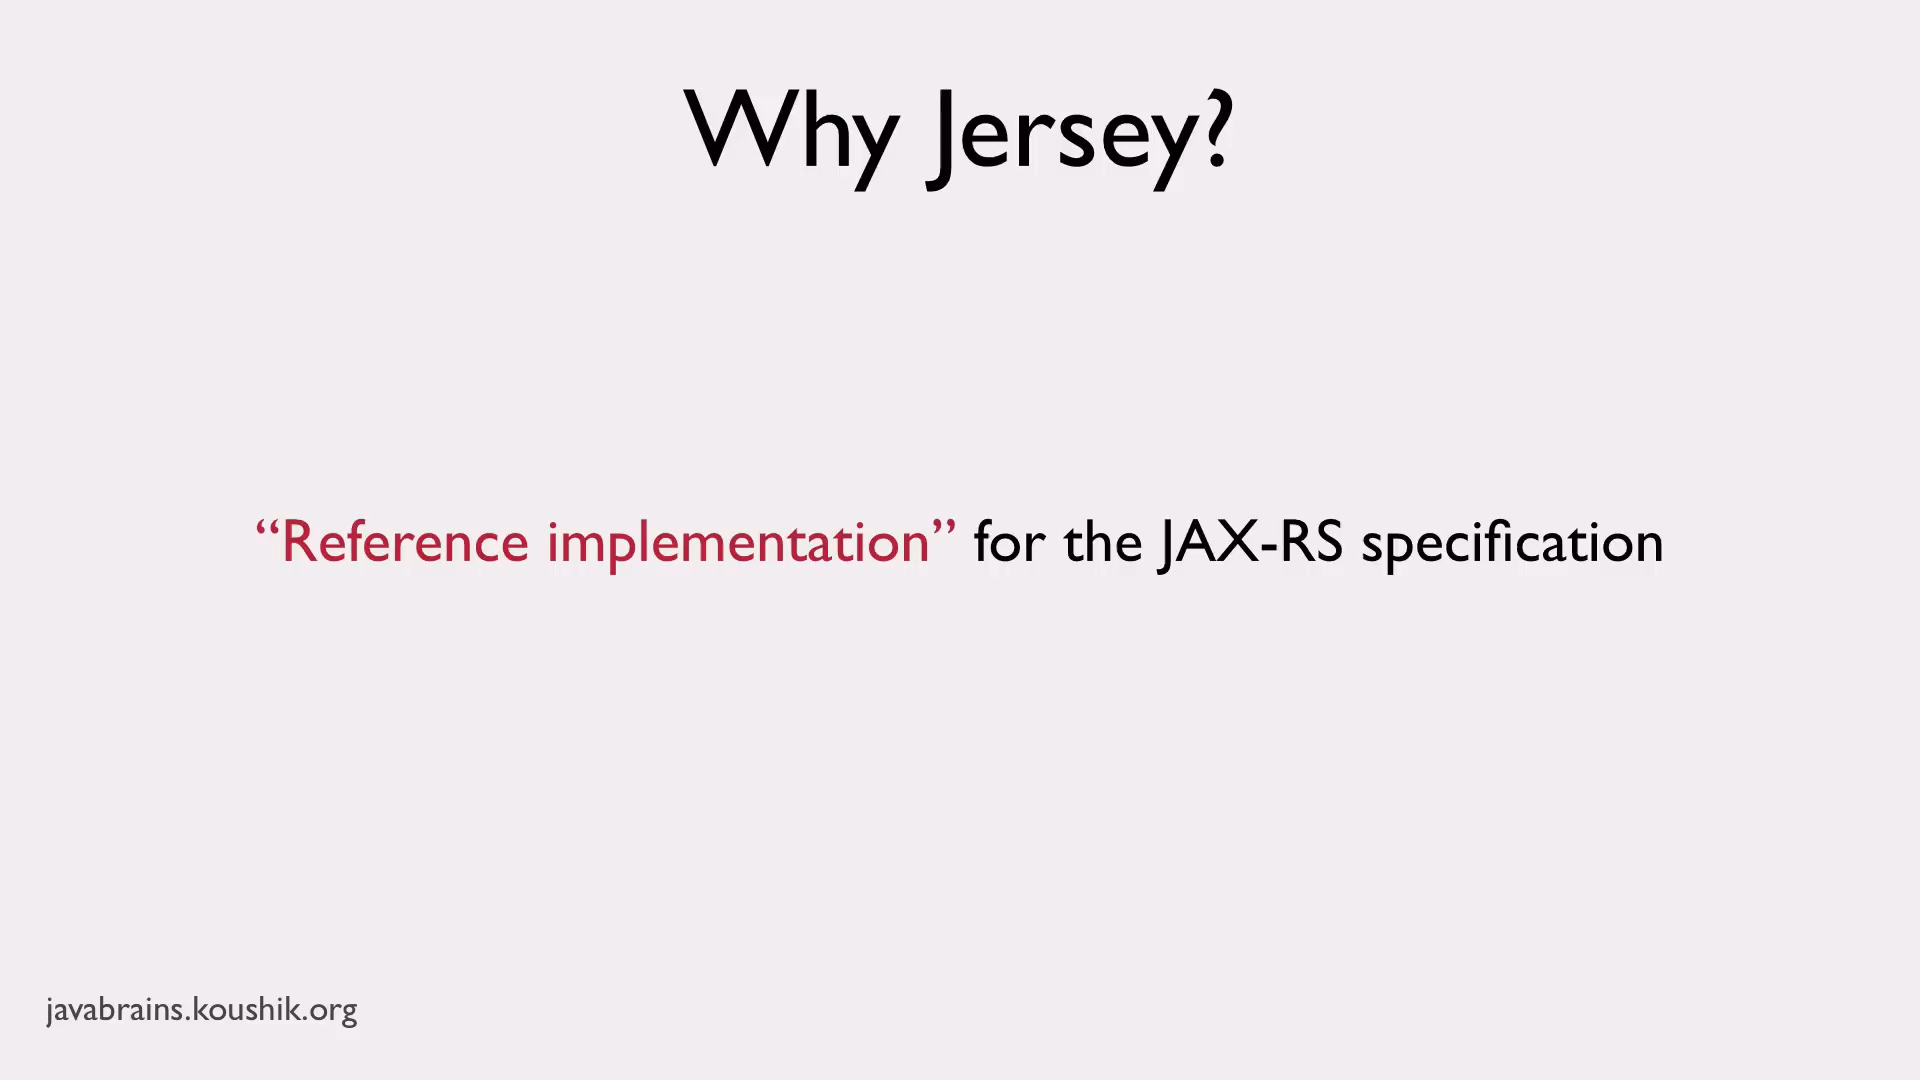 Why Jersey?
“Reference implementation” for the JAX-RS specification
javabrains.koushik.org